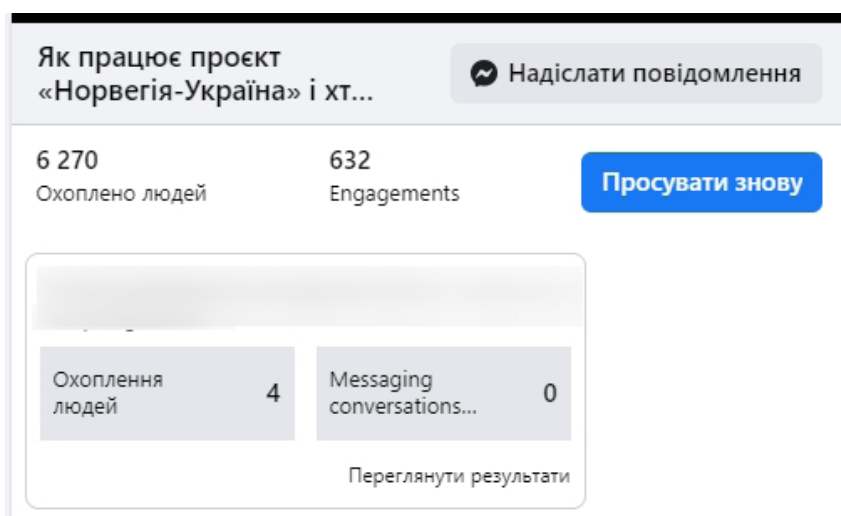 Як працює проєкт
«Норвегія-Україна» і хт...
Надіслати повідомлення
6 270
632
Охоплено людей
Engagements
Просувати знову
Охоплення
людей
4
Messaging
conversations...
0
Переглянути результати